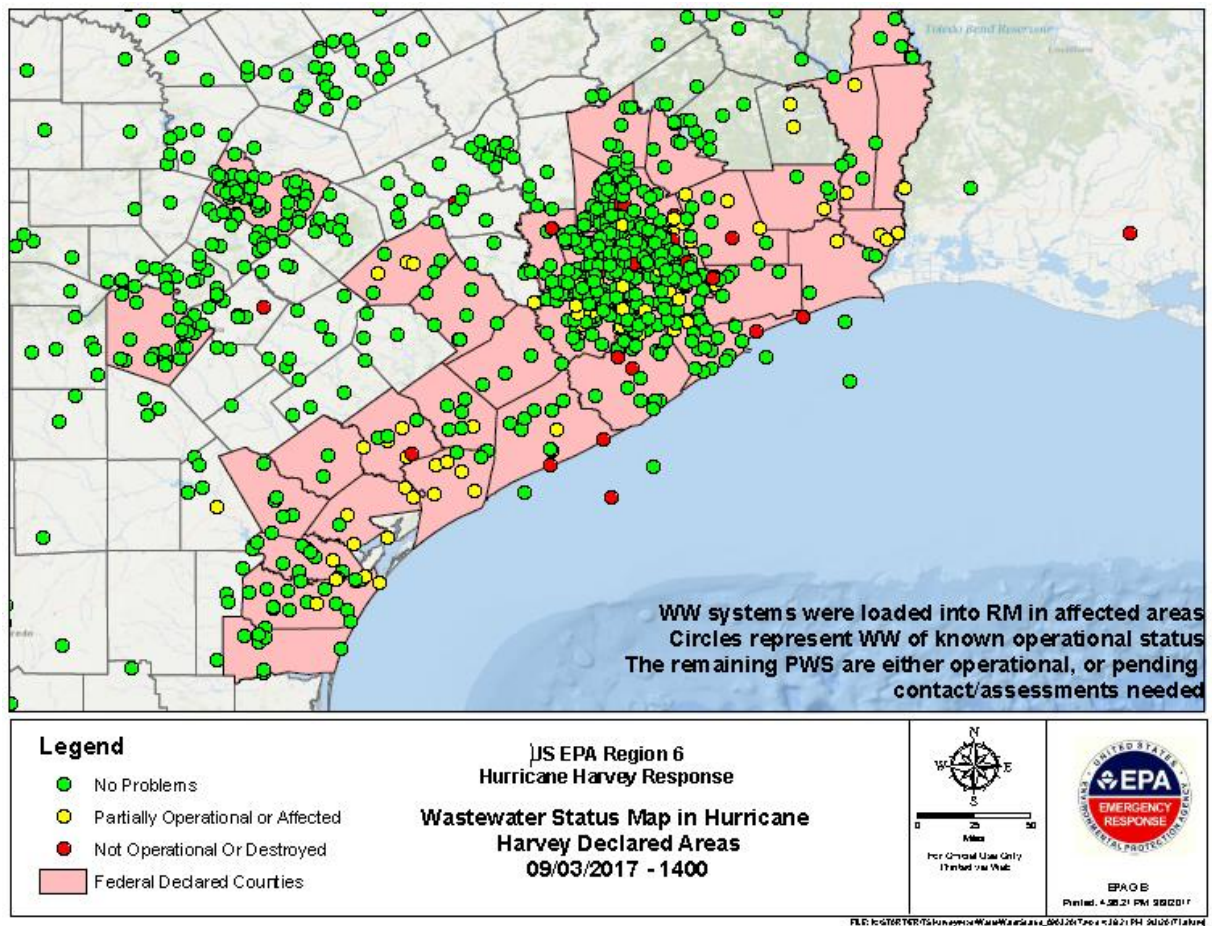 Toledo Bend Reservoir
WW systems were loaded into RM in affected areas
Circles represent WW of known operational status
The remaining PWS are either operational, or pending
contact/assessments needed
Legend
No Problems
Partially Operational or Affected
Not Operational Or Destroyed
Federal Declared Counties
US EPA Region 6
Hurricane Harvey Response
Wastewater Status Map in Hurricane
Harvey Declared Areas
09/03/2017 - 1400
N
W E
S
0 25 50
Miles
For Official Use Only
Printed via Web
UNITED STATES
EPA
EMERGENCY
RESPONSE
ENVIRONMENTAL PROTECTION AGENCY
Printed: